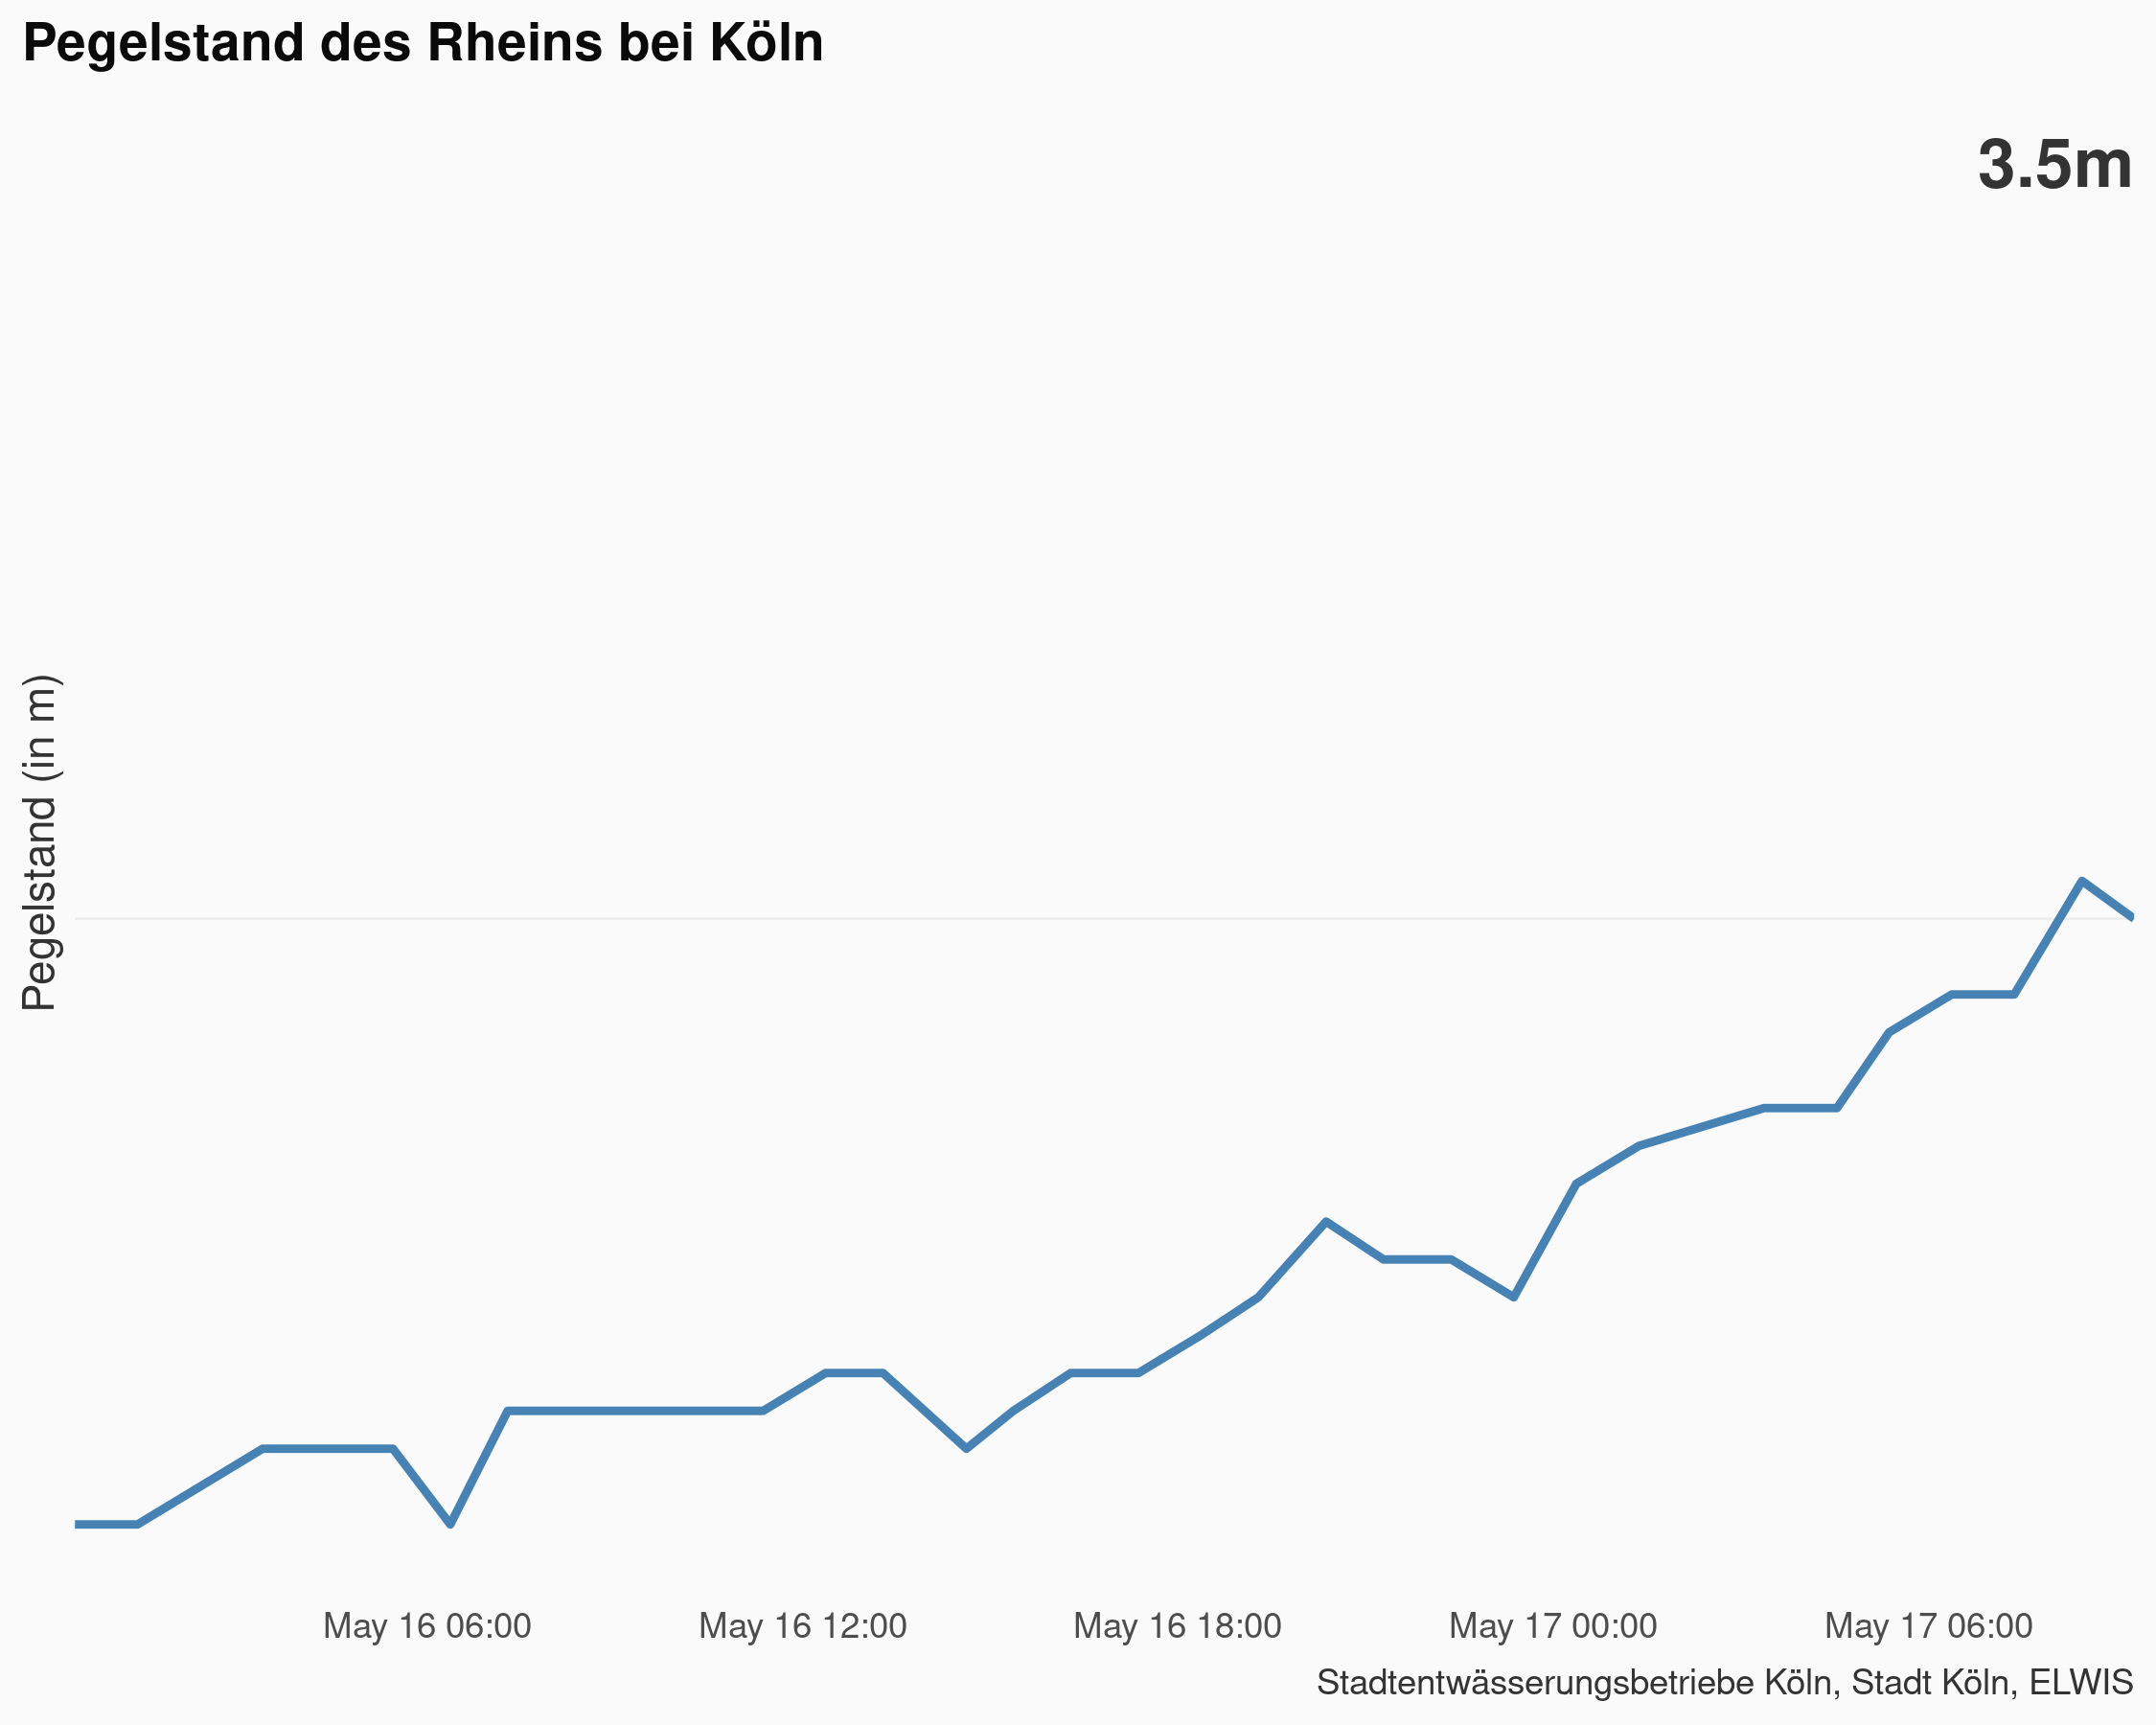 Pegelstand des Rheins bei Köln
3.5m
Pegelstand (in m)
May 16 06:00 May 16 12:00 May 16 18:00 May 17 00:00 May 17 06:00
Stadtentwässerungsbetriebe Köln, Stadt Köln, ELWIS